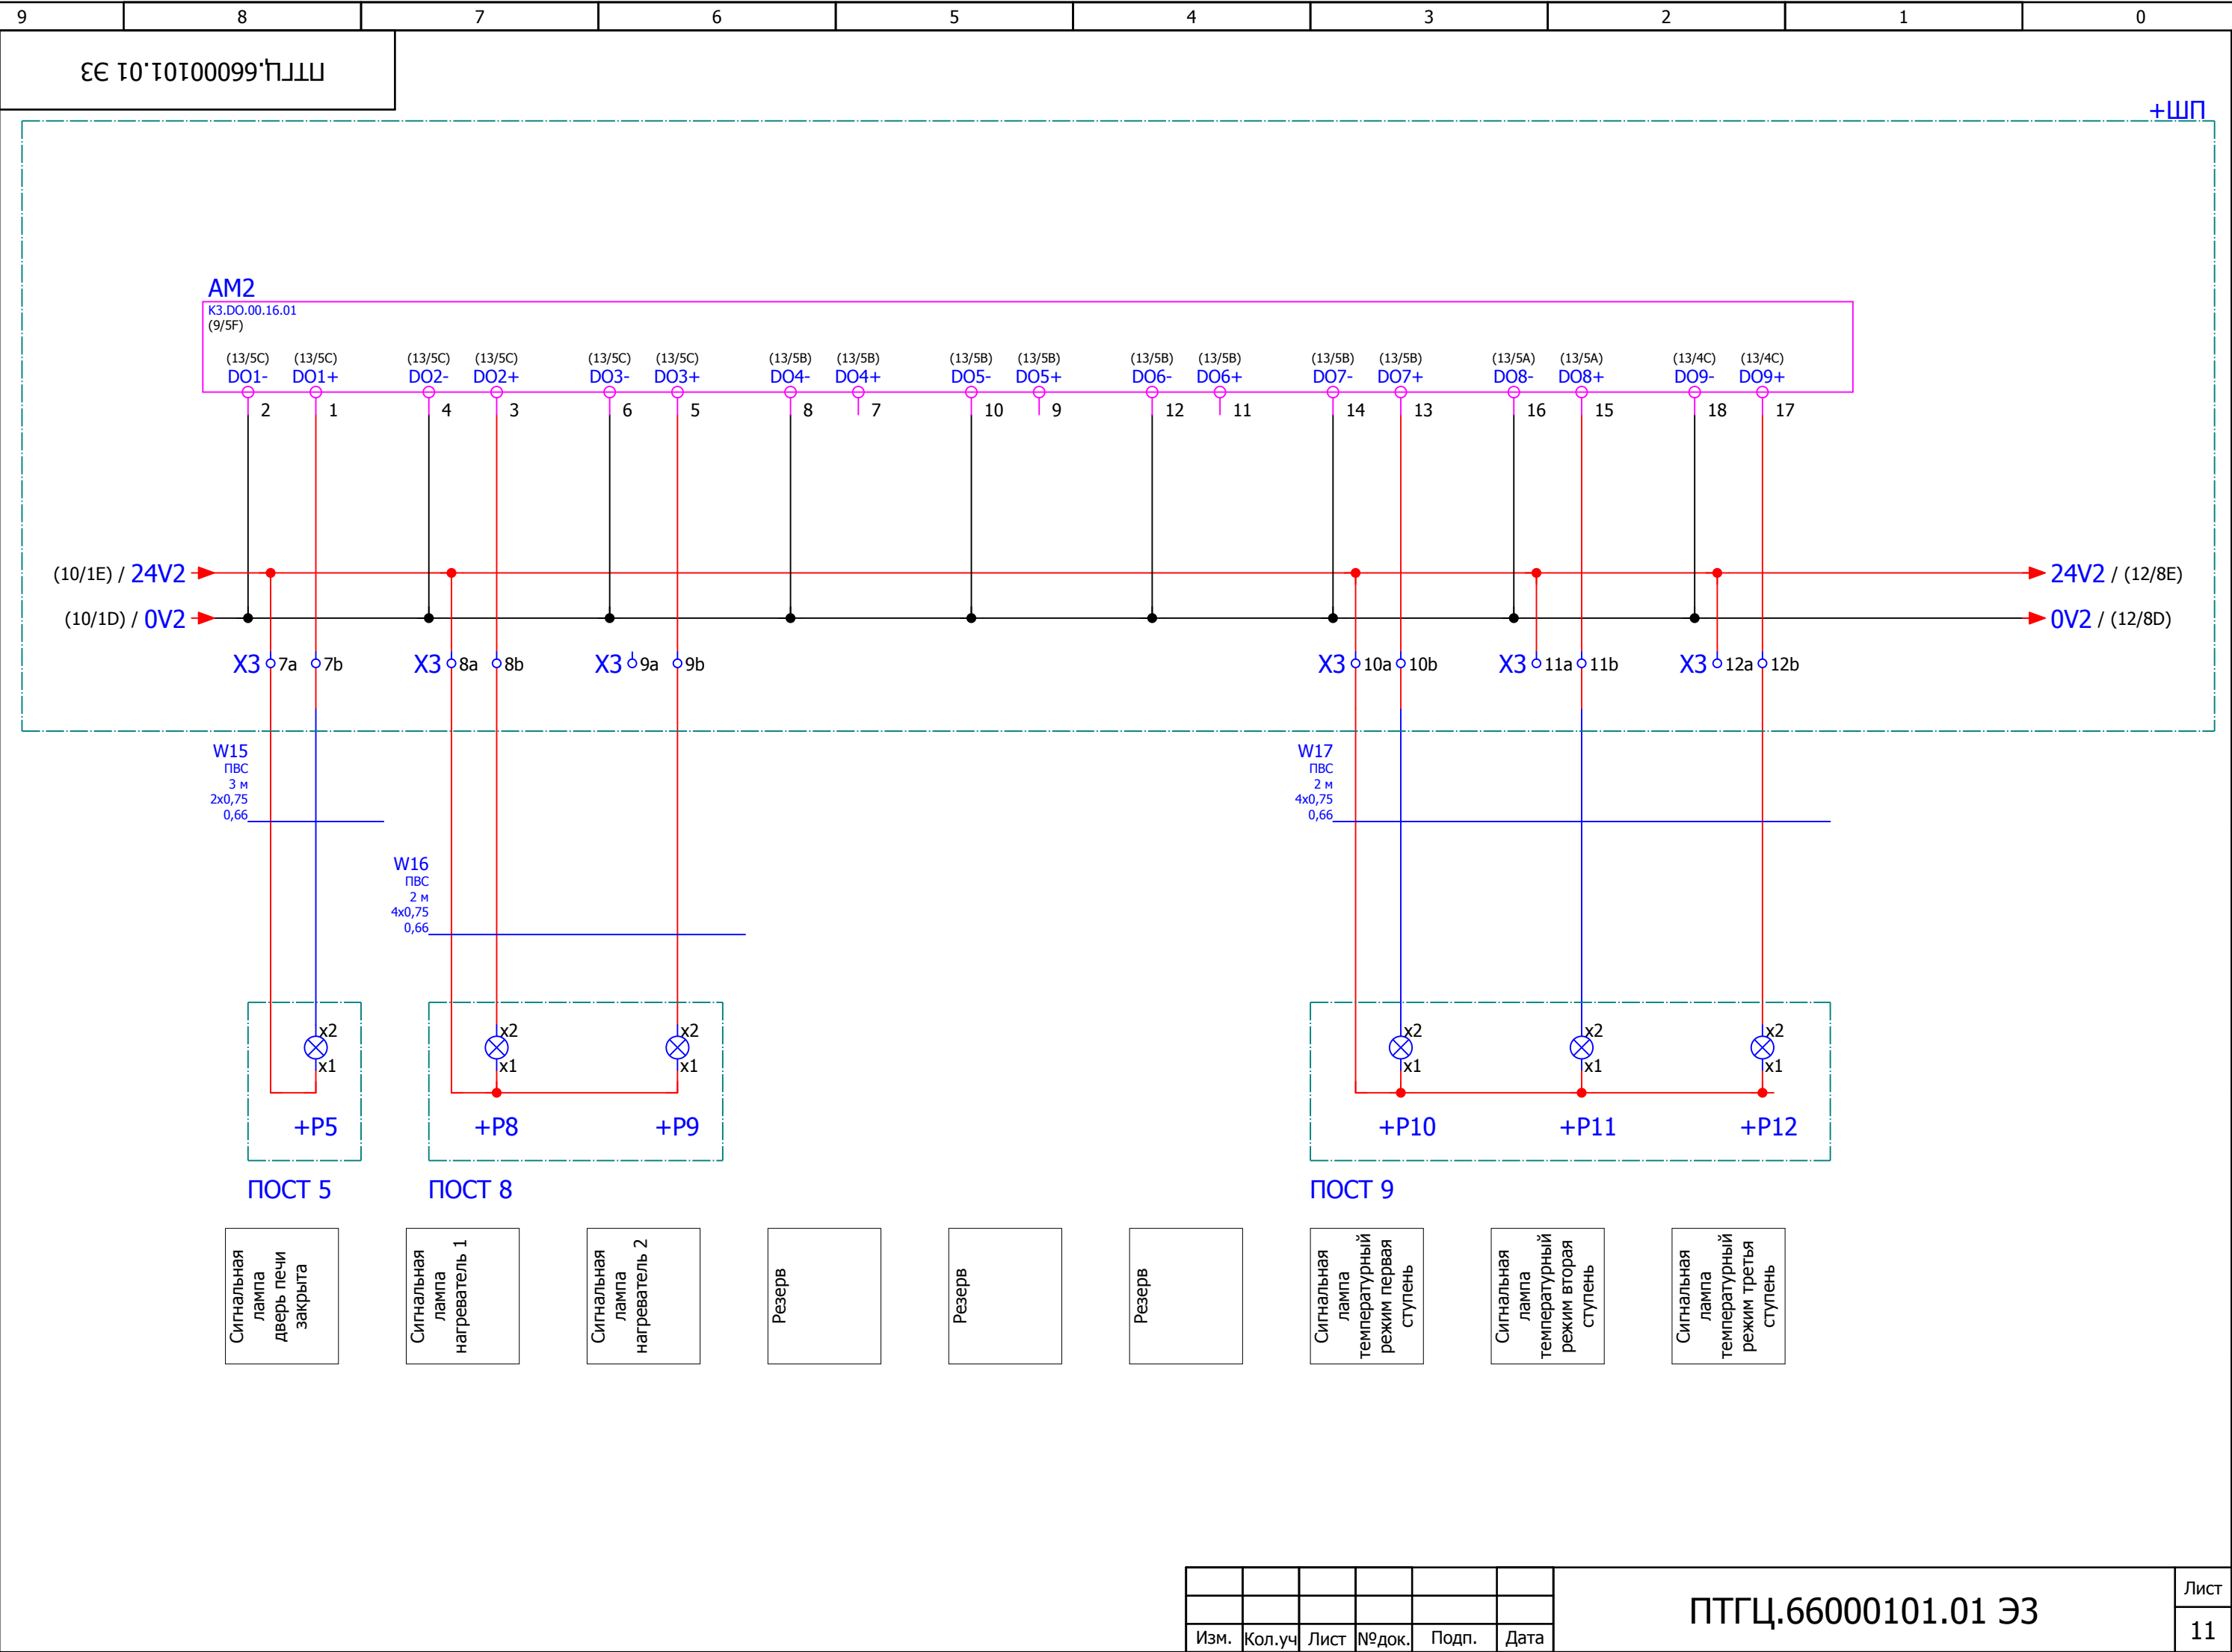 9 8 7 6 5 4 3 2 1 0
ПТГЦ.66000101.01 ЭЗ
+ШП
AM2
K3.DO.00.16.01
(9/5F)
(13/5C) (13/5C) (13/5C) (13/5C) (13/5C) (13/5C) (13/5B) (13/5B) (13/5B) (13/5B) (13/5B) (13/5B) (13/5B) (13/5B) (13/5A) (13/5A) (13/4C) (13/4C)
DO1- DO1+ DO2- DO2+ DO3- DO3+ DO4- DO4+ DO5- DO5+ DO6- DO6+ DO7- DO7+ DO8- DO8+ DO9- DO9+
2 1 4 3 6 5 8 7 10 9 12 11 14 13 16 15 18 17
(10/1E) / 24V2 24V2 / (12/8E)
(10/1D) / 0V2 0V2 / (12/8D)
X3 7a 7b X3 8a 8b X3 9a 9b X3 10a 10b X3 11a 11b X3 12a 12b
W15
ПВС
3 м
2x0,75
0,66
W17
ПВС
2 м
4x0,75
0,66
W16
ПВС
2 м
4x0,75
0,66
x2 x2 x2 x2 x2 x2
x1 x1 x1 x1 x1 x1
+P5 +P8 +P9 +P10 +P11 +P12
ПОСТ 5 ПОСТ 8 ПОСТ 9
Сигнальная
лампа
дверь печи
закрыта
Сигнальная
лампа
нагреватель 1
Сигнальная
лампа
нагреватель 2
Резерв
Резерв
Резерв
Сигнальная
лампа
температурный
режим первая
ступень
Сигнальная
лампа
температурный
режим вторая
ступень
Сигнальная
лампа
температурный
режим третья
ступень
Изм. Кол.уч Лист №док. Подп. Дата
ПТГЦ.66000101.01 ЭЗ
Лист
11